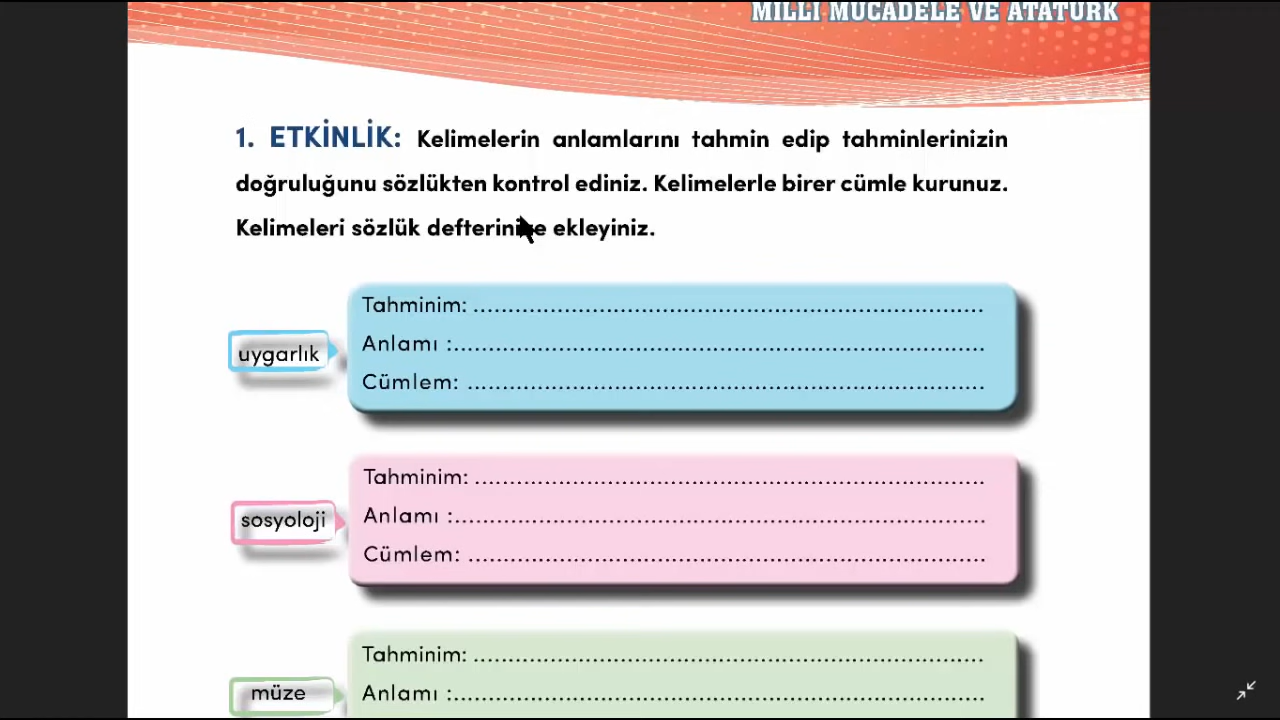 MİLLİ MÜCADELE VE ATATÜRK
1. ETKİNLİK: Kelimelerin anlamlarını tahmin edip tahminlerinizin
doğruluğunu sözlükten kontrol ediniz. Kelimelerle birer cümle kurunuz.
Kelimeleri sözlük defterinize ekleyiniz.
Tahminim: ..........................................................................
Anlamı :............................................................................
uygarlık
Cümlem: ...........................................................................
Tahminim: ..........................................................................
Anlamı :............................................................................
sosyoloji
Cümlem: ...........................................................................
Tahminim: ..........................................................................
müze
Anlamı :............................................................................